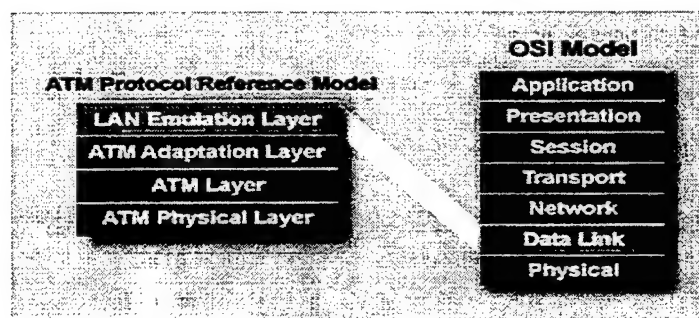 ATM Protocol Reference Model
LAN Emulation Layer
ATM Adaptation Layer
ATM Layer
ATM Physical Layer
OSI Model
Application
Presentation
Session
Transport
Network
Data Link
Physical